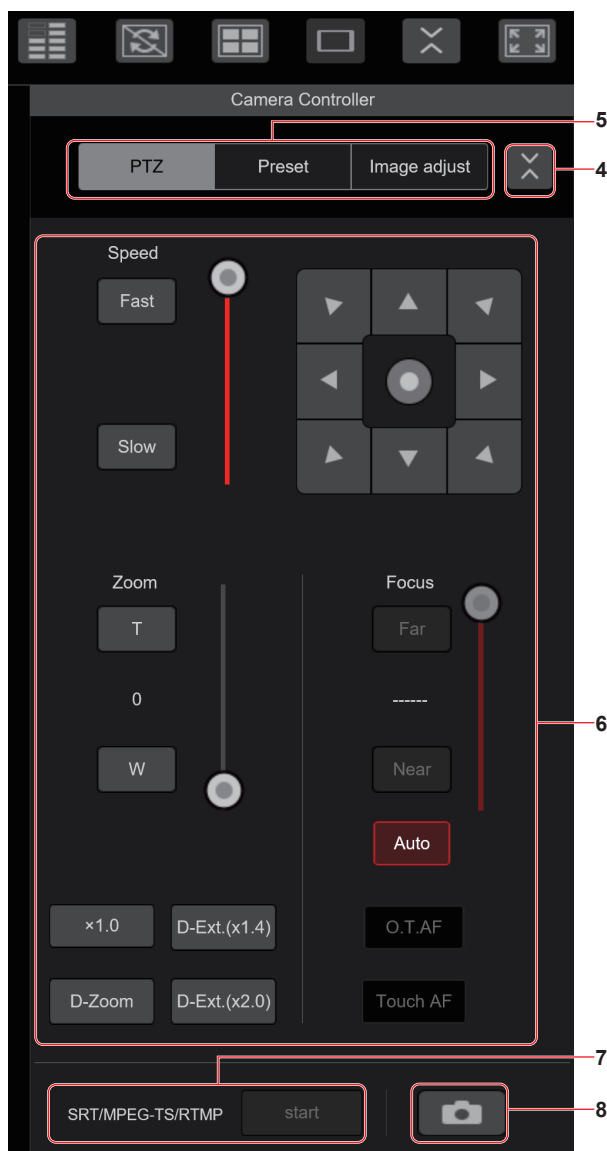 Camera Controller
5
PTZ Preset Image adjust
4
Speed
Fast
Slow
Zoom Focus
T Far
0 ------
6
W Near
Auto
×1.0 D-Ext.(x1.4) O.T.AF
D-Zoom D-Ext.(x2.0) Touch AF
7
SRT/MPEG-TS/RTMP start
8